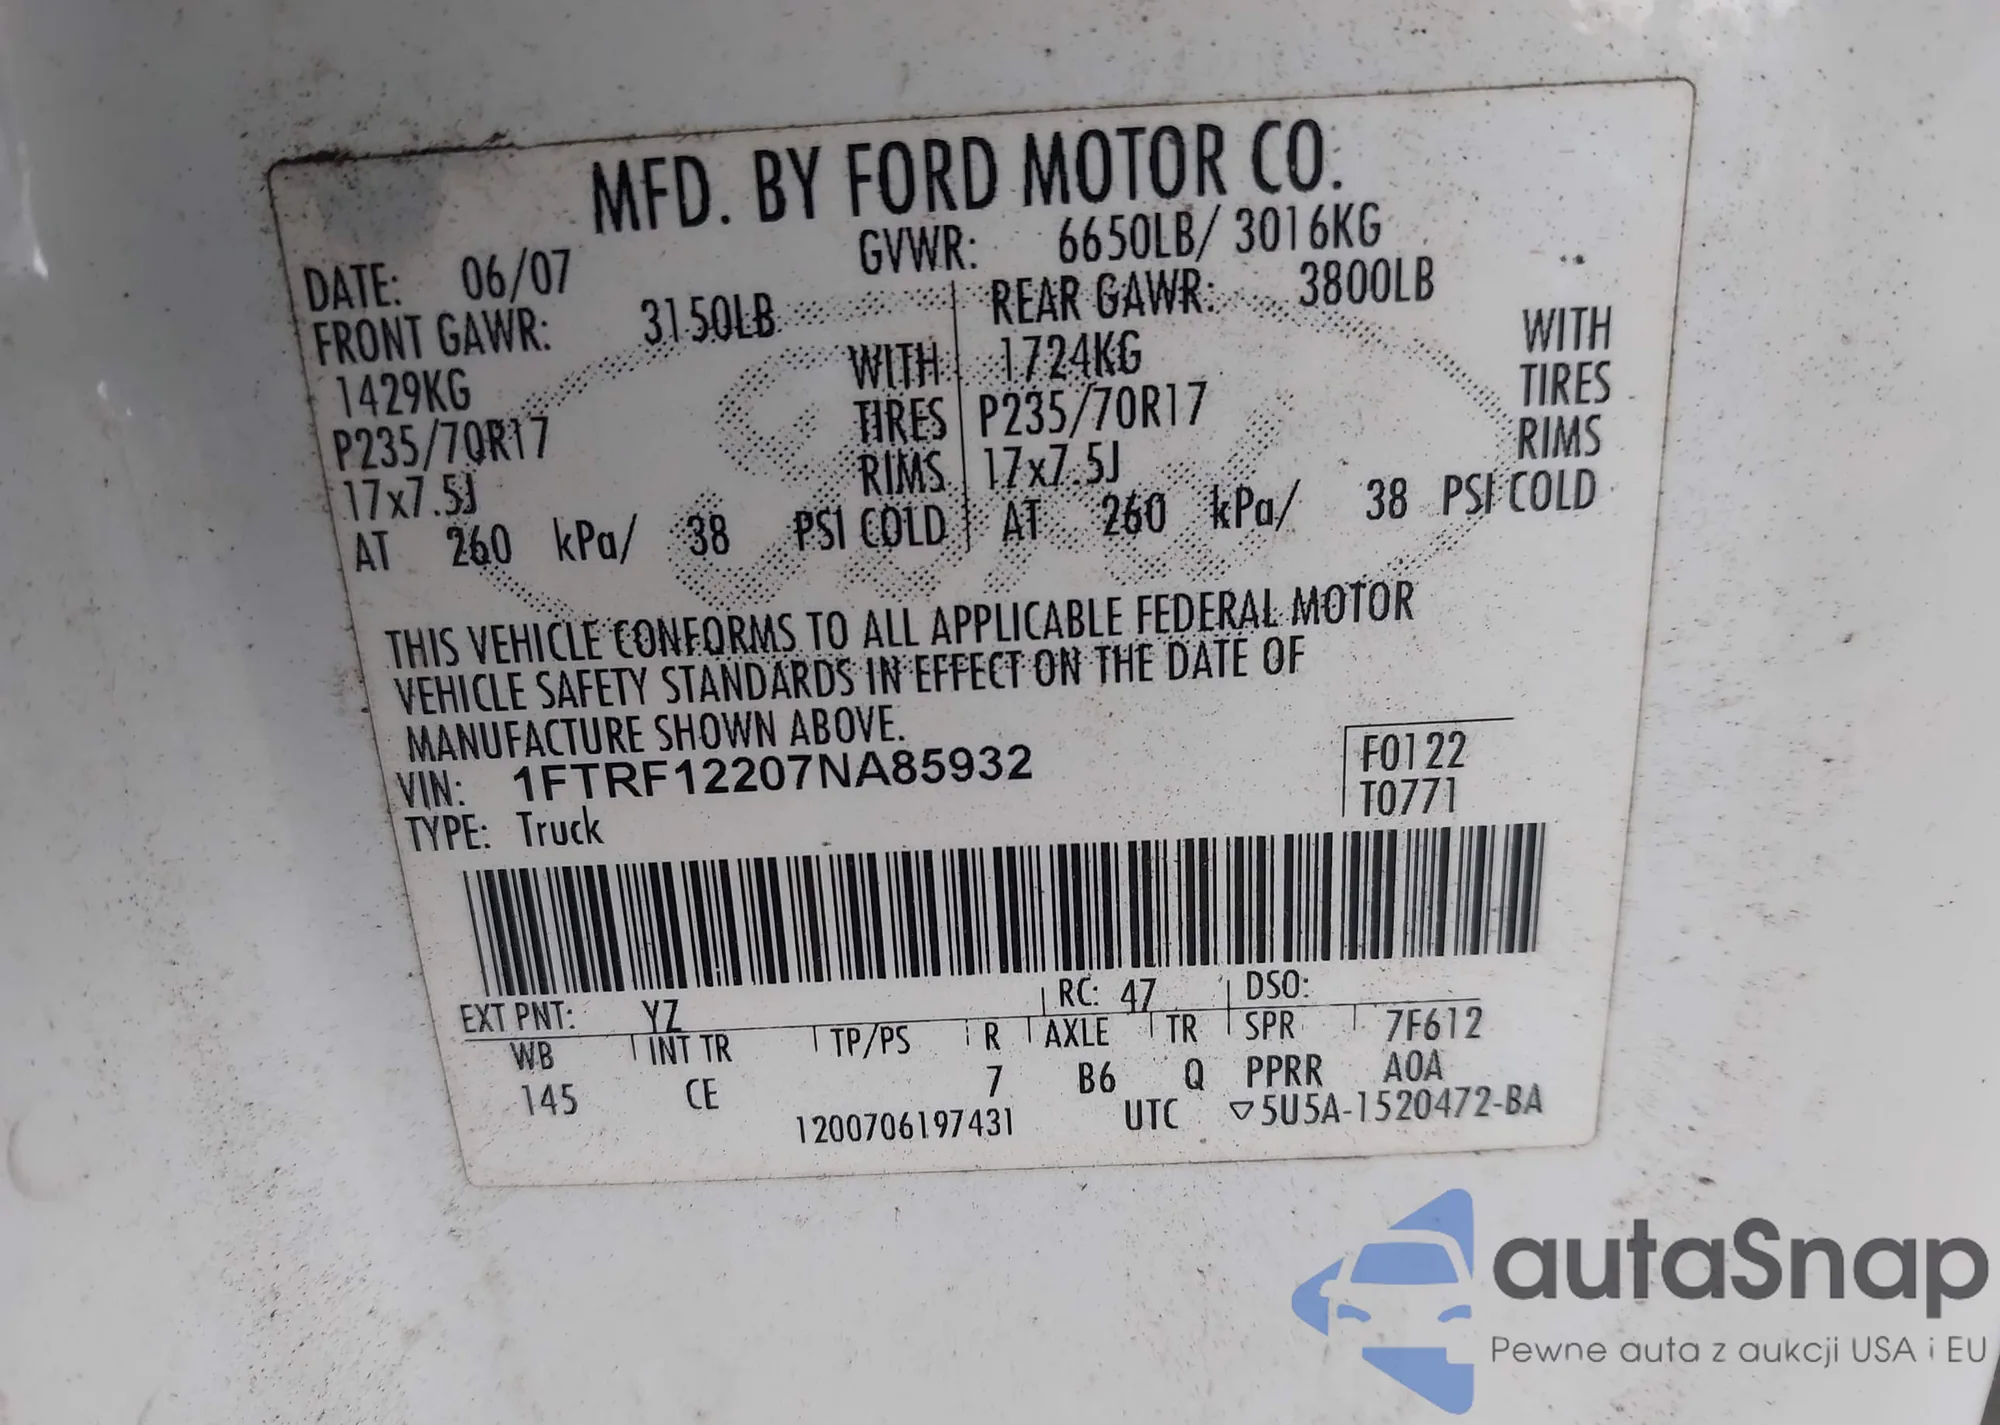 MFD. BY FORD MOTOR CO.
DATE: 06/07 GVWR: 6650LB/ 3016KG
FRONT GAWR: 3150LB REAR GAWR: 3800LB
1429KG WITH 1724KG WITH
P235/70R17 TIRES P235/70R17 TIRES
17x7.5J RIMS 17x7.5J RIMS
AT 260 kPa/ 38 PSI COLD AT 260 kPa/ 38 PSI COLD
THIS VEHICLE CONFORMS TO ALL APPLICABLE FEDERAL MOTOR
VEHICLE SAFETY STANDARDS IN EFFECT ON THE DATE OF
MANUFACTURE SHOWN ABOVE.
VIN: 1FTRF12207NA85932 F0122
TYPE: Truck T0771
EXT PNT: YZ RC: 47 DSO:
WB INT TR TP/PS R AXLE TR SPR 7F612
145 CE 7 B6 Q PPRR A0A
1200706197431 UTC ▽5U5A-1520472-BA
autaSnap
Pewne auta z aukcji USA i EU